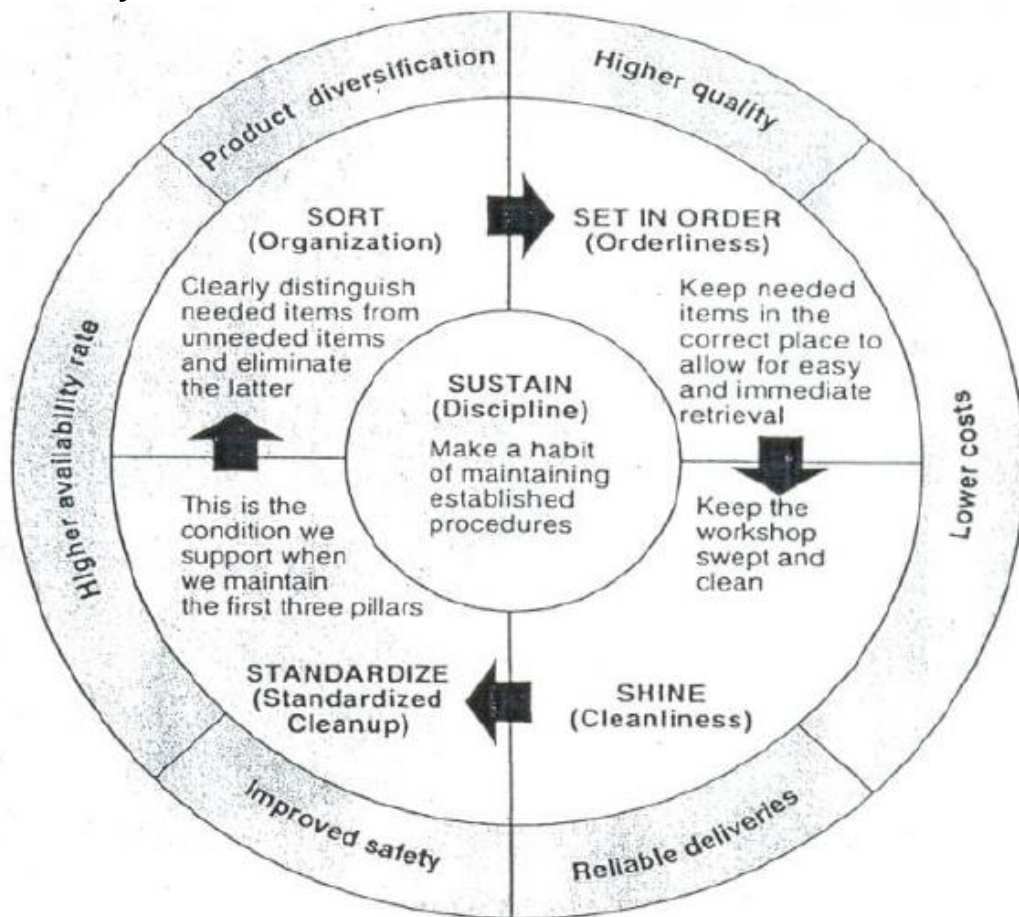 Product diversification
Higher quality
Lower costs
Reliable deliveries
Improved safety
Higher availability rate
SORT
(Organization)
Clearly distinguish
needed items from
unneeded items
and eliminate
the latter
SET IN ORDER
(Orderliness)
Keep needed
items in the
correct place to
allow for easy
and immediate
retrieval
SUSTAIN
(Discipline)
Make a habit
of maintaining
established
procedures
Keep the
workshop
swept and
clean
SHINE
(Cleanliness)
This is the
condition we
support when
we maintain
the first three pillars
STANDARDIZE
(Standardized
Cleanup)